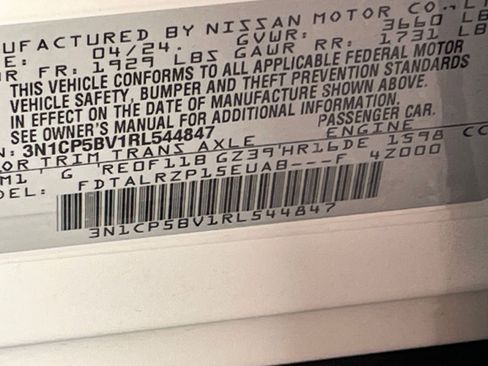 UFACTURED BY NISSAN MOTOR CO.,LT
E: 04/24. GVWR: 3660 LB
R FR: 1929 LBS GAWR RR: 1731 LB
THIS VEHICLE CONFORMS TO ALL APPLICABLE FEDERAL MOTOR
VEHICLE SAFETY, BUMPER AND THEFT PREVENTION STANDARDS
IN EFFECT ON THE DATE OF MANUFACTURE SHOWN ABOVE.
SEE OWNER'S MANUAL FOR ADDITIONAL INFORMATION.
N: 3N1CP5BV1RL544847 PASSENGER CAR.
OR TRIM TRANS AXLE ENGINE
M1 G RE0F11B GZ39 HR16DE 1598 CC
DEL: FDTALRZP15EUAB---F 4Z000
3N1CP5BV1RL544847